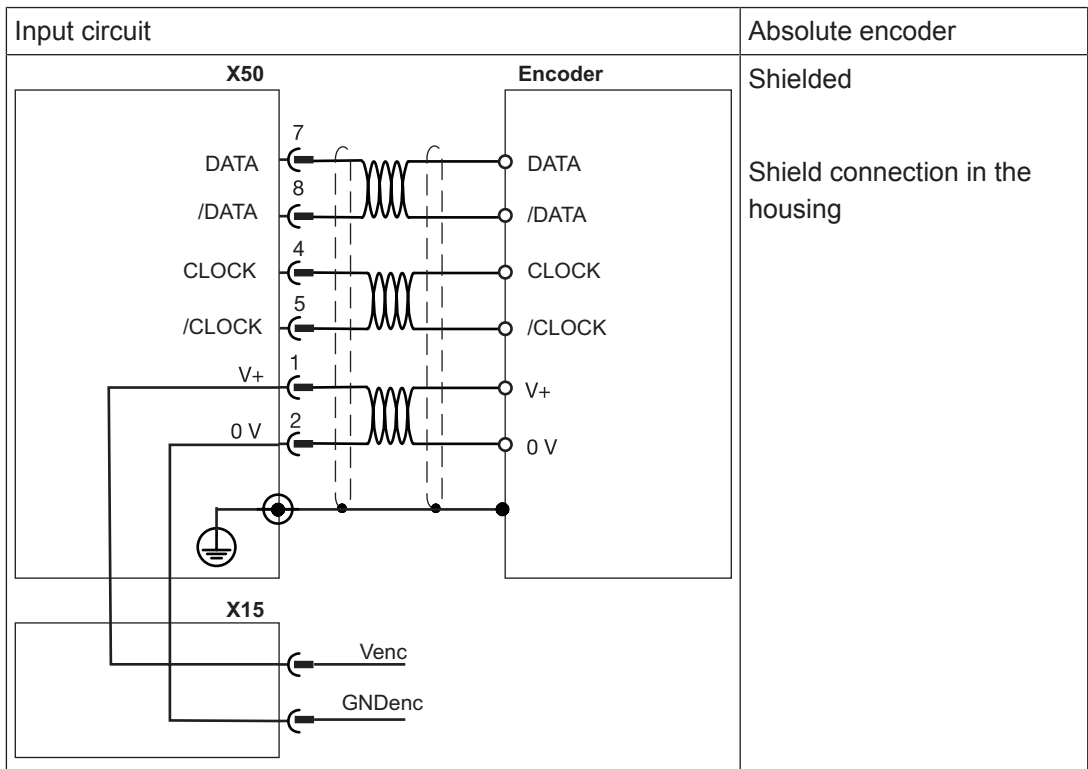 Input circuit
Absolute encoder
X50
Encoder
Shielded
Shield connection in the
housing
7
DATA
DATA
8
/DATA
/DATA
4
CLOCK
CLOCK
5
/CLOCK
/CLOCK
1
V+
V+
2
0 V
0 V
X15
Venc
GNDenc